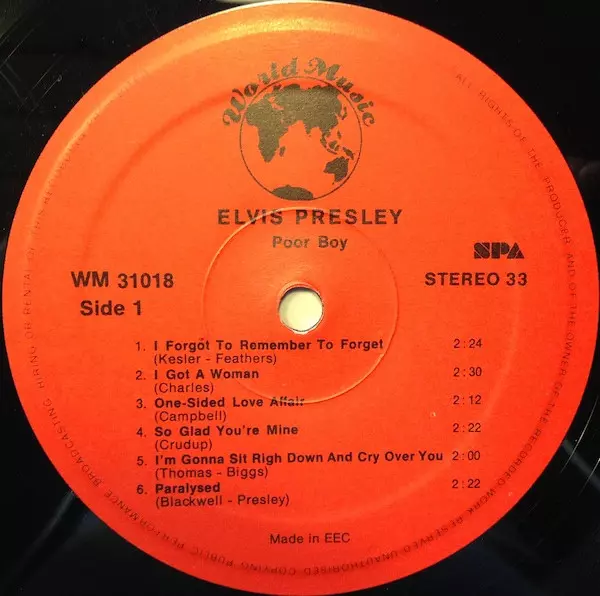 World Music
ELVIS PRESLEY
Poor Boy
SPA
WM 31018
STEREO 33
Side 1
1. I Forgot To Remember To Forget 2:24
(Kesler - Feathers)
2. I Got A Woman 2:30
(Charles)
3. One-Sided Love Affair 2:12
(Campbell)
4. So Glad You're Mine 2:22
(Crudup)
5. I'm Gonna Sit Righ Down And Cry Over You 2:00
(Thomas - Biggs)
6. Paralysed 2:22
(Blackwell - Presley)
Made in EEC
ALL RIGHTS OF THE PRODUCER AND OF THE OWNER OF THE RECORDED WORK RESERVED UNAUTHORISED COPYING PUBLIC PERFORMANCE BROADCASTING HIRING OR RENTAL OF